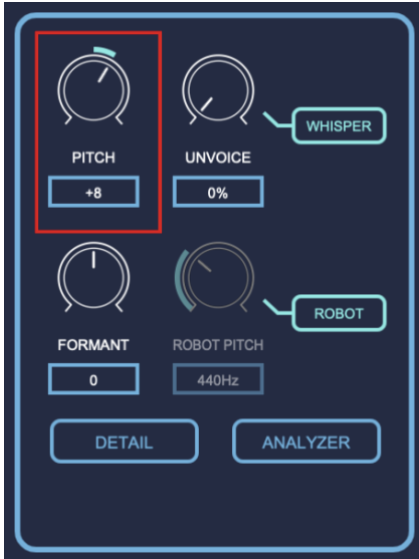 WHISPER
PITCH UNVOICE
+8 0%
ROBOT
FORMANT ROBOT PITCH
0 440Hz
DETAIL ANALYZER